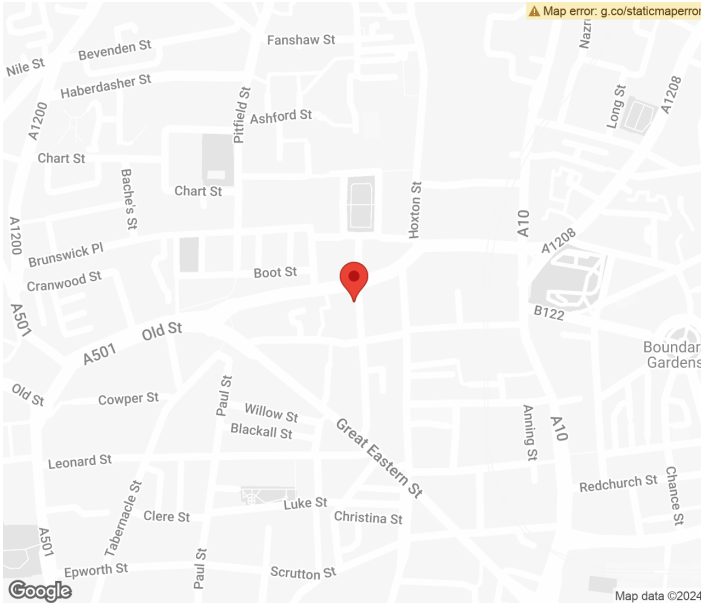 Map error: g.co/staticmaperror
Fanshaw St
Nazr
Bevenden St
Nile St
Haberdasher St
A1208
Long St
A1200
Pitfield St
Ashford St
Chart St
Bache's St
Chart St
Hoxton St
A10
A1200
A1208
Brunswick Pl
Boot St
Cranwood St
B122
A501
Old St
A501
Boundar
Gardens
Old St
Cowper St
Paul St
Willow St
Blackall St
Great Eastern St
Anning St
A10
Leonard St
Redchurch St
Chance St
Tabernacle St
Clere St
Luke St
Christina St
A501
Paul St
Epworth St
Scrutton St
Google
Map data ©2024